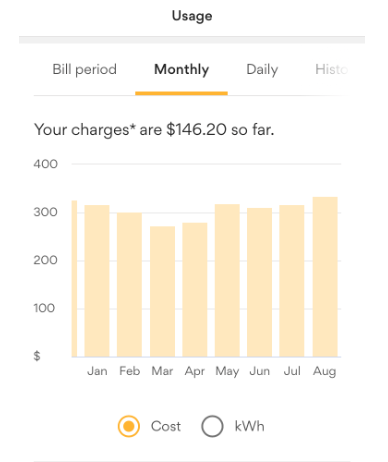 Usage
Bill period Monthly Daily Histo
Your charges* are $146.20 so far.
400
300
200
100
$
Jan Feb Mar Apr May Jun Jul Aug
Cost kWh